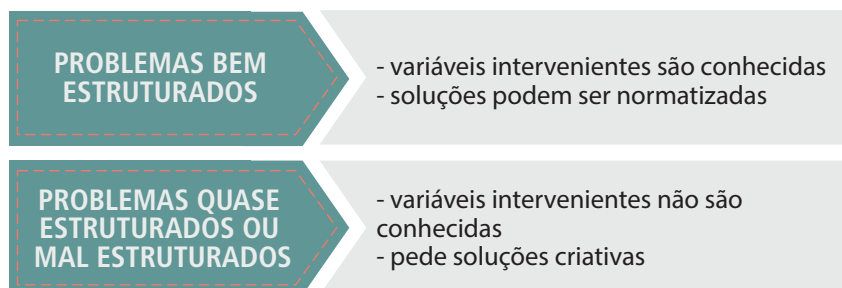 PROBLEMAS BEM
ESTRUTURADOS
- variáveis intervenientes são conhecidas
- soluções podem ser normatizadas
PROBLEMAS QUASE
ESTRUTURADOS OU
MAL ESTRUTURADOS
- variáveis intervenientes não são
conhecidas
- pede soluções criativas